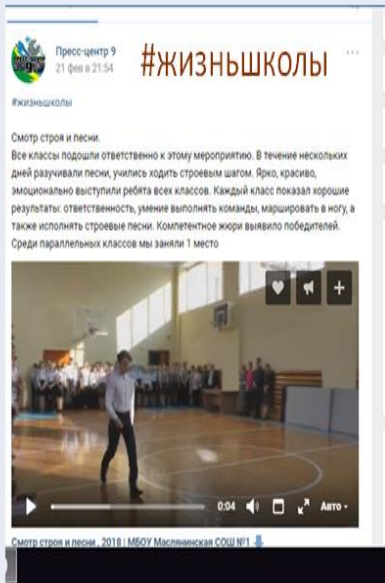 Пресс-центр 9
21 фев в 21:54
#ЖИЗНЬШКОЛЫ
#жизньшколы
Смотр строя и песни.
Все классы подошли ответственно к этому мероприятию. В течение нескольких
дней разучивали песни, учились ходить строевым шагом. Ярко, красиво,
эмоционально выступили ребята всех классов. Каждый класс показал хорошие
результаты: ответственность, умение выполнять команды, маршировать в ногу, а
также исполнять строевые песни. Компетентное жюри выявило победителей.
Среди параллельных классов мы заняли 1 место
0:04
Авто
Смотр строя и песни , 2018 | МБОУ Маслянинская СОШ №1